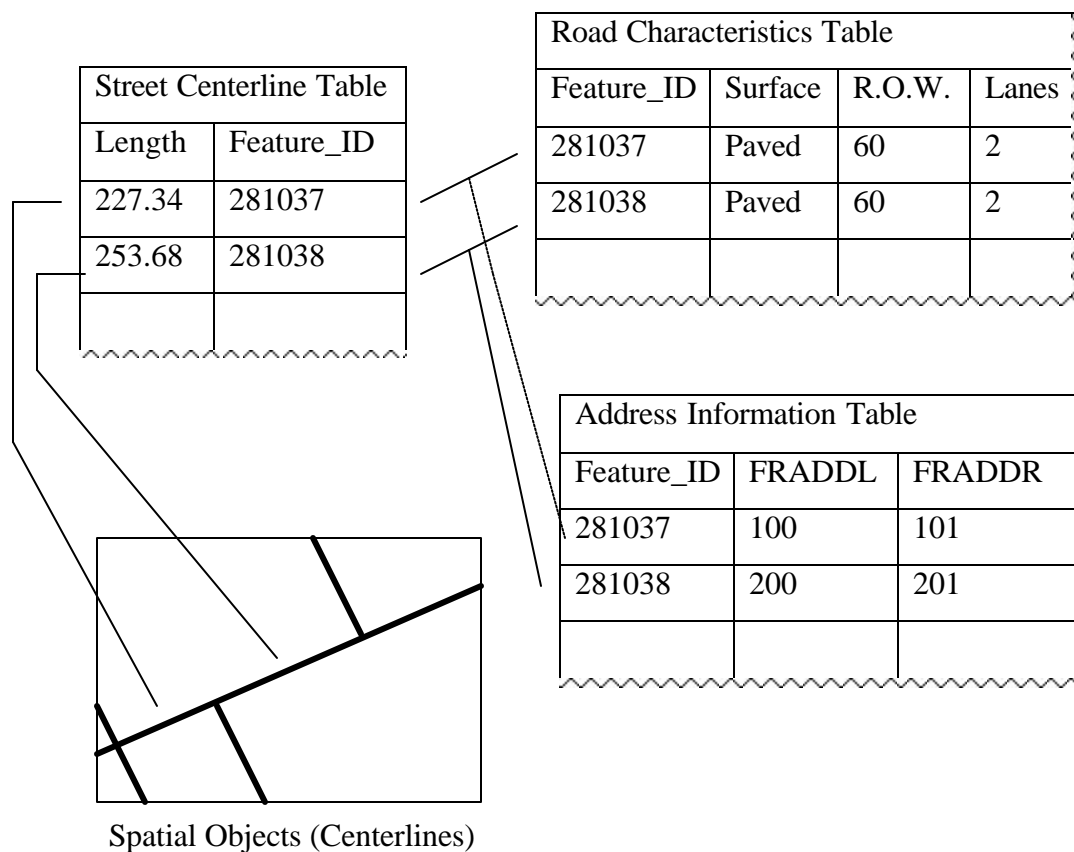 Road Characteristics Table
Feature_ID Surface R.O.W. Lanes
281037 Paved 60 2
281038 Paved 60 2
Street Centerline Table
Length Feature_ID
227.34 281037
253.68 281038
Address Information Table
Feature_ID FRADDL FRADDR
281037 100 101
281038 200 201
Spatial Objects (Centerlines)